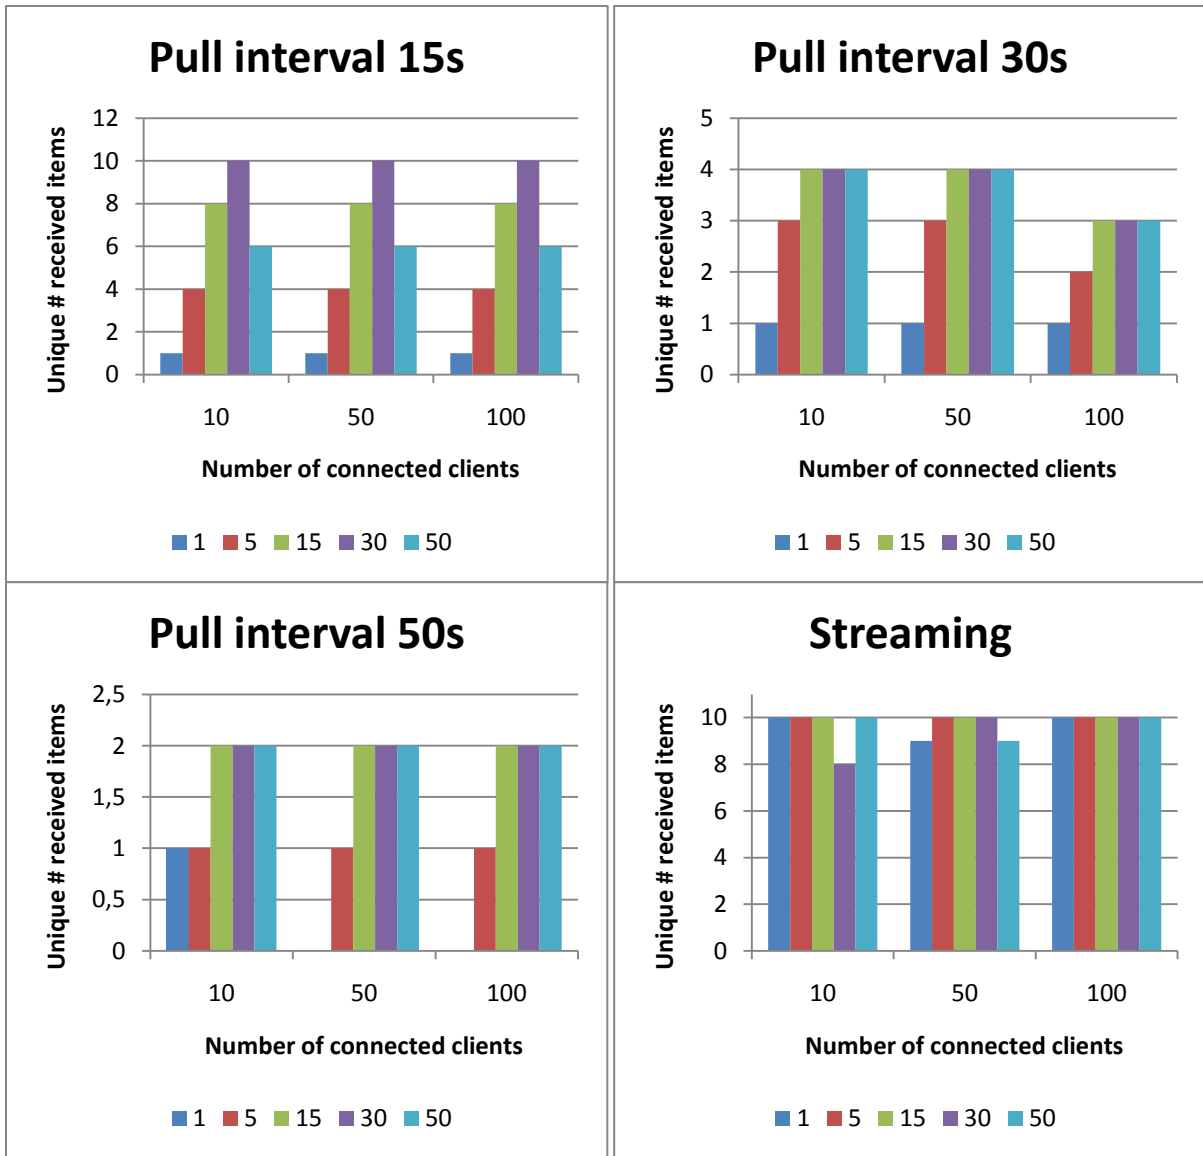 Pull interval 15s
Unique # received items
12
10
8
6
4
2
0
10 50 100
Number of connected clients
1 5 15 30 50
Pull interval 30s
Unique # received items
5
4
3
2
1
0
10 50 100
Number of connected clients
1 5 15 30 50
Pull interval 50s
Unique # received items
2,5
2
1,5
1
0,5
0
10 50 100
Number of connected clients
1 5 15 30 50
Streaming
Unique # received items
10
8
6
4
2
0
10 50 100
Number of connected clients
1 5 15 30 50